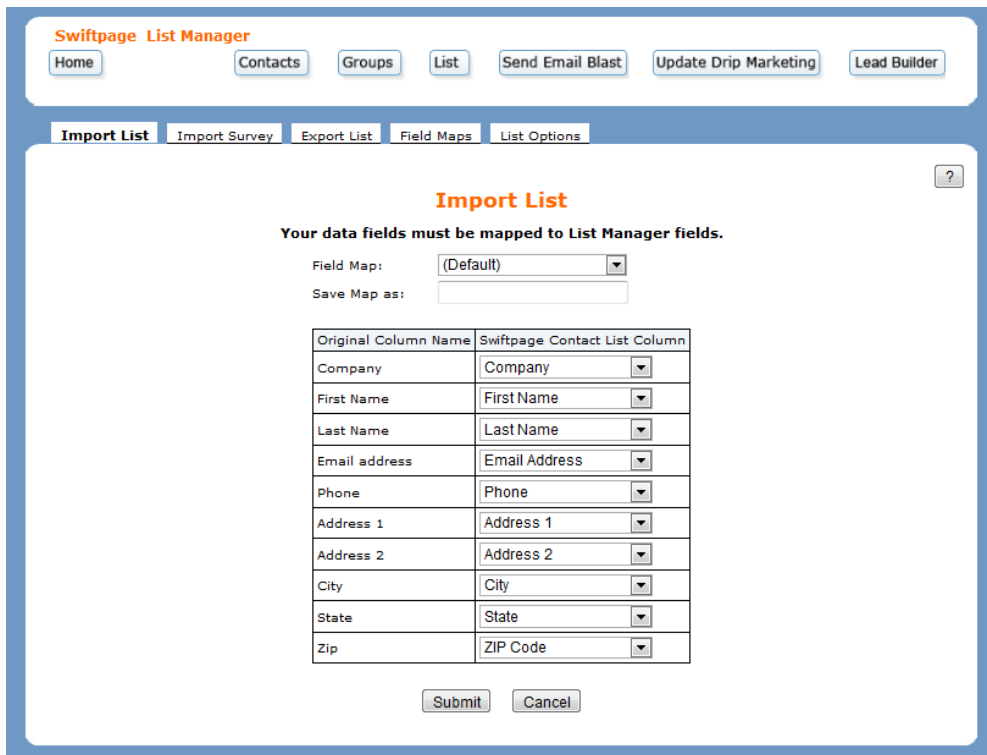 Swiftpage List Manager
Home Contacts Groups List Send Email Blast Update Drip Marketing Lead Builder
Import List Import Survey Export List Field Maps List Options
?
Import List
Your data fields must be mapped to List Manager fields.
Field Map: (Default)
Save Map as:
Original Column Name Swiftpage Contact List Column
Company Company
First Name First Name
Last Name Last Name
Email address Email Address
Phone Phone
Address 1 Address 1
Address 2 Address 2
City City
State State
Zip ZIP Code
Submit Cancel